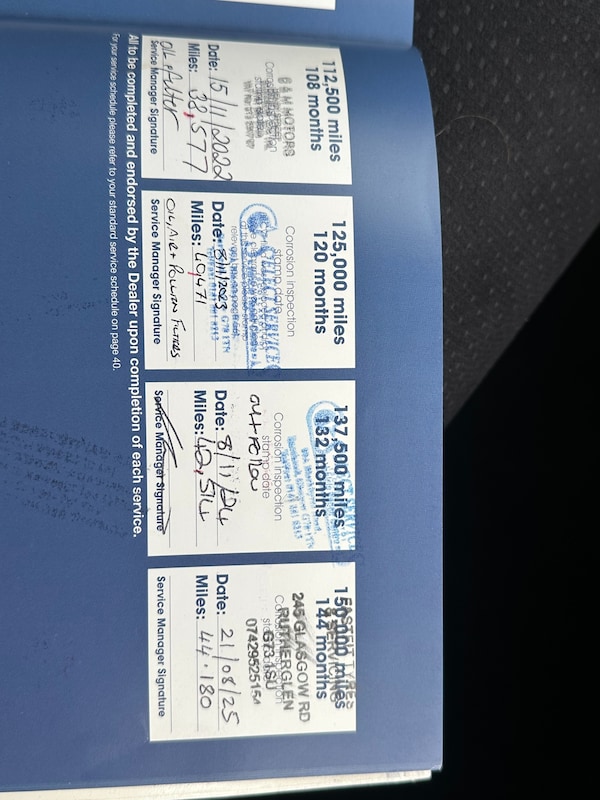 112,500 miles
108 months
B & M MOTORS
Date: 15/11/2022
Miles: 38,577
OIL & FILTER
Service Manager Signature
125,000 miles
120 months
Corrosion Inspection
stamp date
Date: 8/11/2023
Miles: 40,471
OIL, AIR + POLLEN FILTERS
Service Manager Signature
137,500 miles
132 months
Corrosion Inspection
stamp date
Date: 8/11/24
Miles: 42,514
Service Manager Signature
150,000 miles
144 months
245 GLASGOW RD
RUTHERGLEN
G73 1SU
Date: 21/08/25
Miles: 44.180
Service Manager Signature
All to be completed and endorsed by the Dealer upon completion of each service.
For your service schedule please refer to your standard service schedule on page 40.